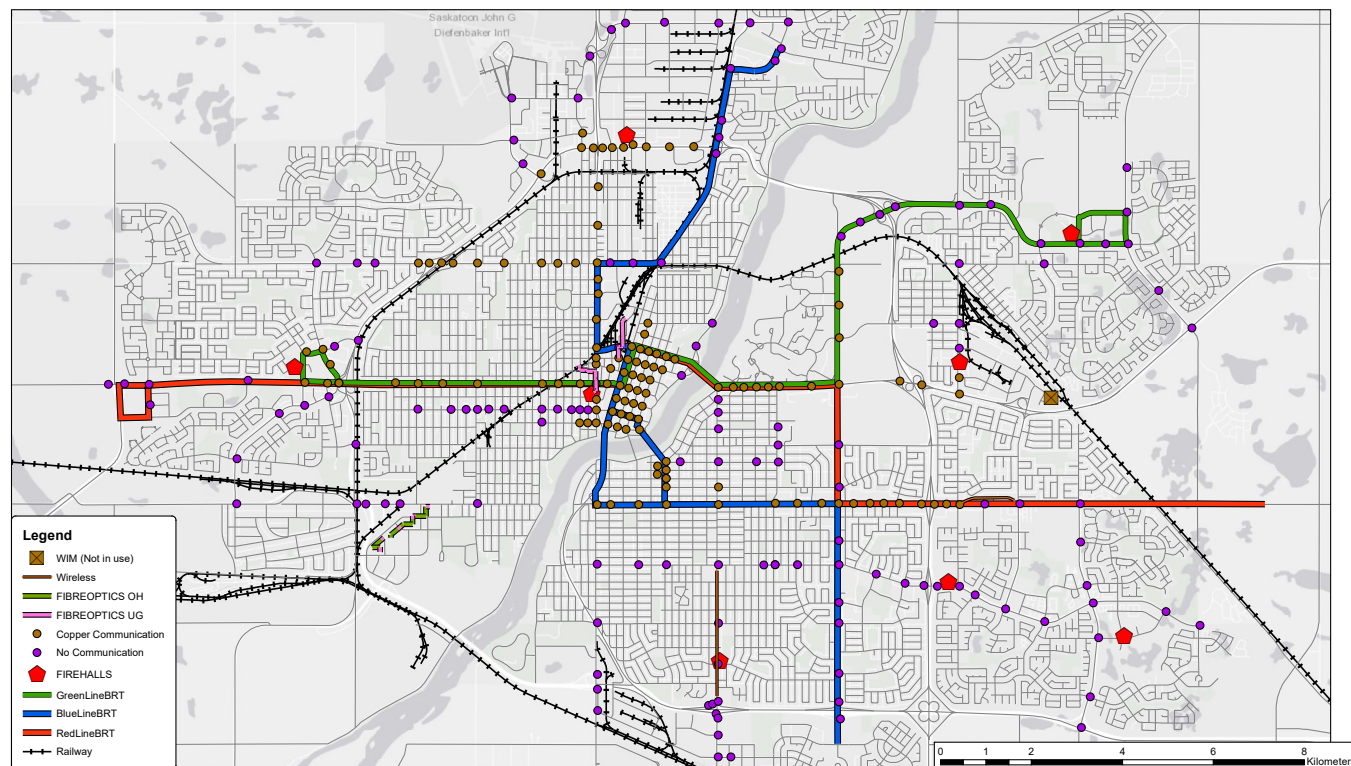 Saskatoon John G
Diefenbaker Int'l
Legend
WIM (Not in use)
Wireless
FIBREOPTICS OH
FIBREOPTICS UG
Copper Communication
No Communication
FIREHALLS
GreenLineBRT
BlueLineBRT
RedLineBRT
Railway
0 1 2 4 6 8
Kilometer